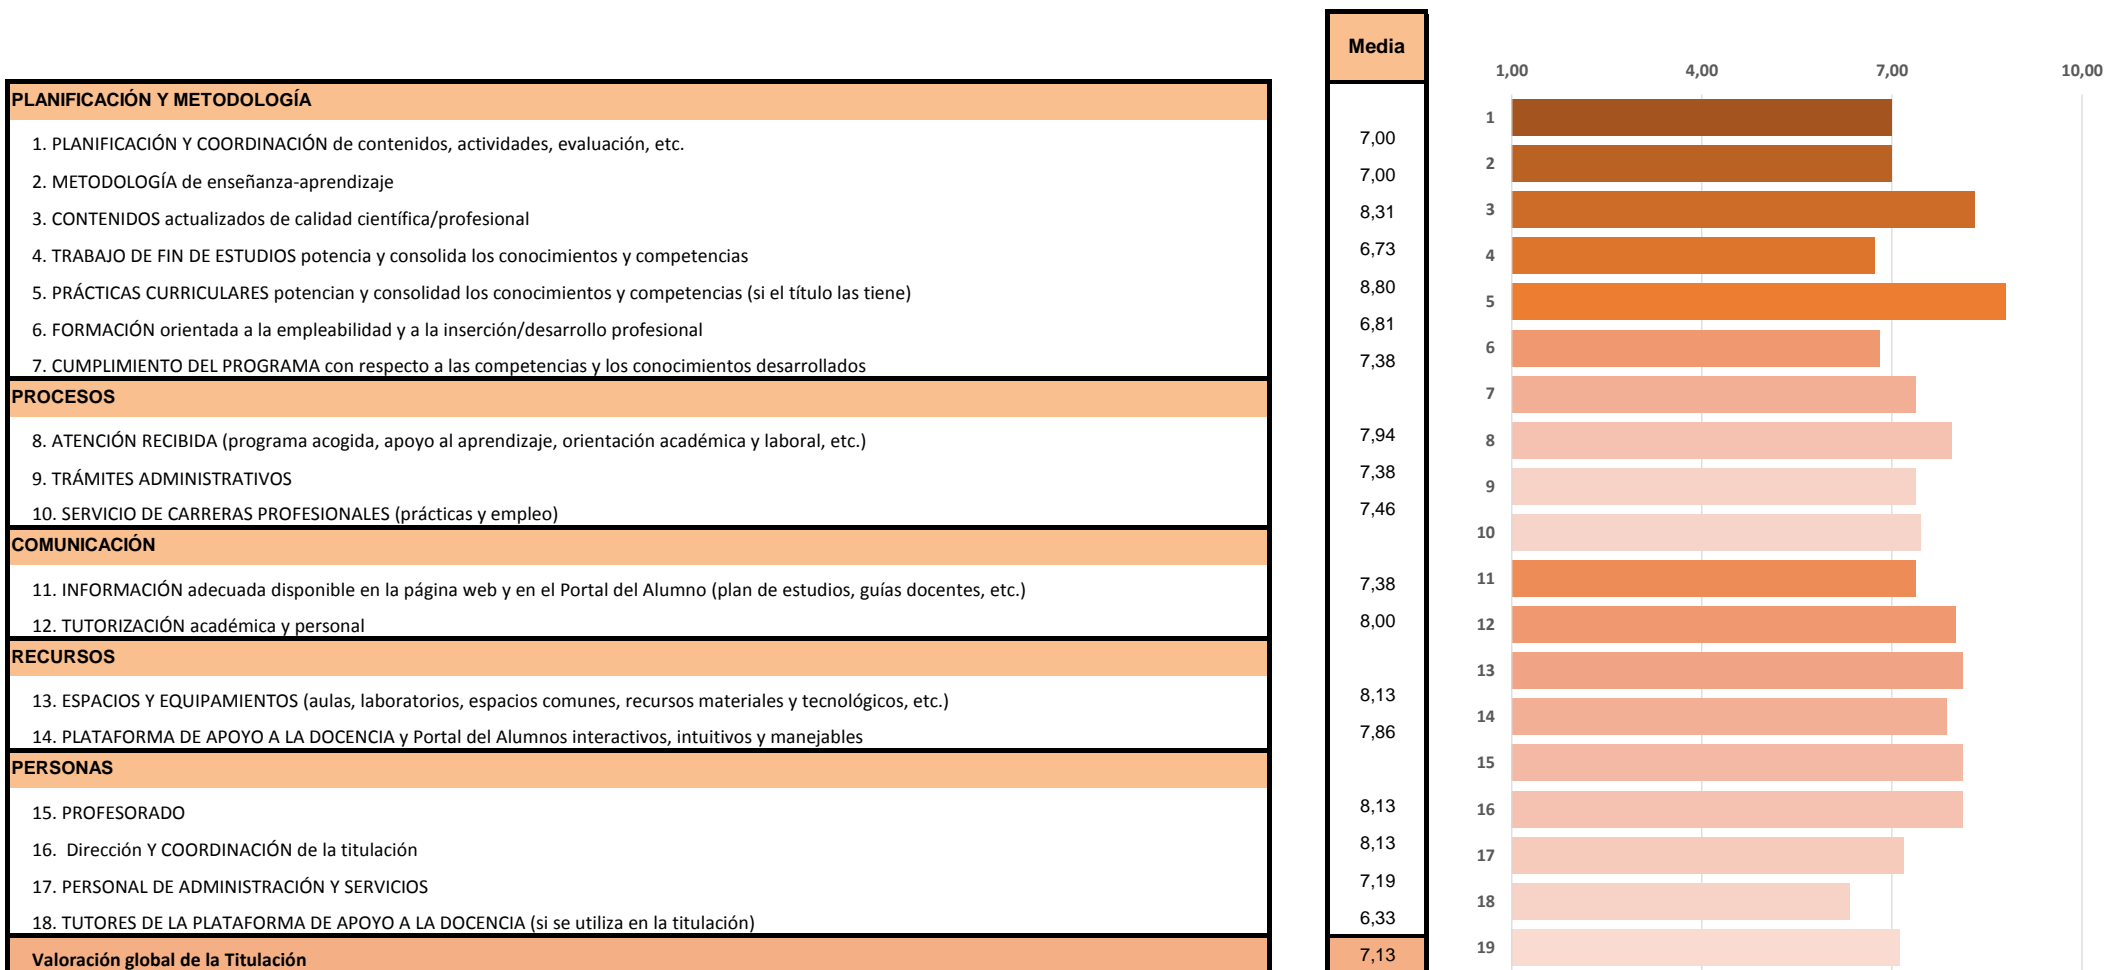 Media
1,00 4,00 7,00 10,00
PLANIFICACIÓN Y METODOLOGÍA
1. PLANIFICACIÓN Y COORDINACIÓN de contenidos, actividades, evaluación, etc. 7,00
2. METODOLOGÍA de enseñanza-aprendizaje 7,00
3. CONTENIDOS actualizados de calidad científica/profesional 8,31
4. TRABAJO DE FIN DE ESTUDIOS potencia y consolida los conocimientos y competencias 6,73
5. PRÁCTICAS CURRICULARES potencian y consolidad los conocimientos y competencias (si el título las tiene) 8,80
6. FORMACIÓN orientada a la empleabilidad y a la inserción/desarrollo profesional 6,81
7. CUMPLIMIENTO DEL PROGRAMA con respecto a las competencias y los conocimientos desarrollados 7,38
PROCESOS
8. ATENCIÓN RECIBIDA (programa acogida, apoyo al aprendizaje, orientación académica y laboral, etc.) 7,94
9. TRÁMITES ADMINISTRATIVOS 7,38
10. SERVICIO DE CARRERAS PROFESIONALES (prácticas y empleo) 7,46
COMUNICACIÓN
11. INFORMACIÓN adecuada disponible en la página web y en el Portal del Alumno (plan de estudios, guías docentes, etc.) 7,38
12. TUTORIZACIÓN académica y personal 8,00
RECURSOS
13. ESPACIOS Y EQUIPAMIENTOS (aulas, laboratorios, espacios comunes, recursos materiales y tecnológicos, etc.) 8,13
14. PLATAFORMA DE APOYO A LA DOCENCIA y Portal del Alumnos interactivos, intuitivos y manejables 7,86
PERSONAS
15. PROFESORADO 8,13
16. Dirección Y COORDINACIÓN de la titulación 8,13
17. PERSONAL DE ADMINISTRACIÓN Y SERVICIOS 7,19
18. TUTORES DE LA PLATAFORMA DE APOYO A LA DOCENCIA (si se utiliza en la titulación) 6,33
Valoración global de la Titulación 7,13
1
2
3
4
5
6
7
8
9
10
11
12
13
14
15
16
17
18
19